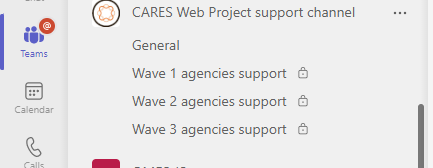 CARES Web Project support channel
General
Teams
Wave 1 agencies support
Wave 2 agencies support
Calendar
Wave 3 agencies support
Calls